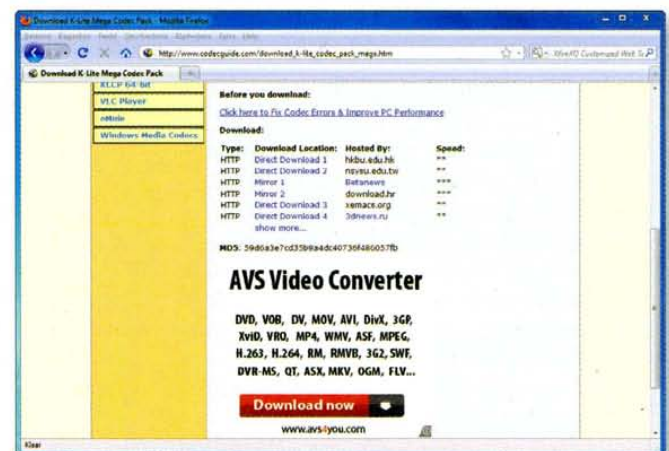 Download K-Lite Mega Codec Pack - Mozilla Firefox
http://www.codecguide.com/download_k-lite_codec_pack_mega.htm
Download K-Lite Mega Codec Pack
KLCP 64-bit
VLC Player
eMule
Windows Media Codecs
Before you download:
Click here to Fix Codec Errors & Improve PC Performance
Download:
Type: Download Location: Hosted By: Speed:
HTTP Direct Download 1 hkbu.edu.hk **
HTTP Direct Download 2 nsysu.edu.tw **
HTTP Mirror 1 Betanews ***
HTTP Mirror 2 download.hr ***
HTTP Direct Download 3 xemacs.org **
HTTP Direct Download 4 3dnews.ru **
show more...
MD5:
AVS Video Converter
DVD, VOB, DV, MOV, AVI, DivX, 3GP,
XviD, VRO, MP4, WMV, ASF, MPEG,
H.263, H.264, RM, RMVB, 3G2, SWF,
DVR-MS, QT, ASX, MKV, OGM, FLV...
Download now
www.avs4you.com
Klaar